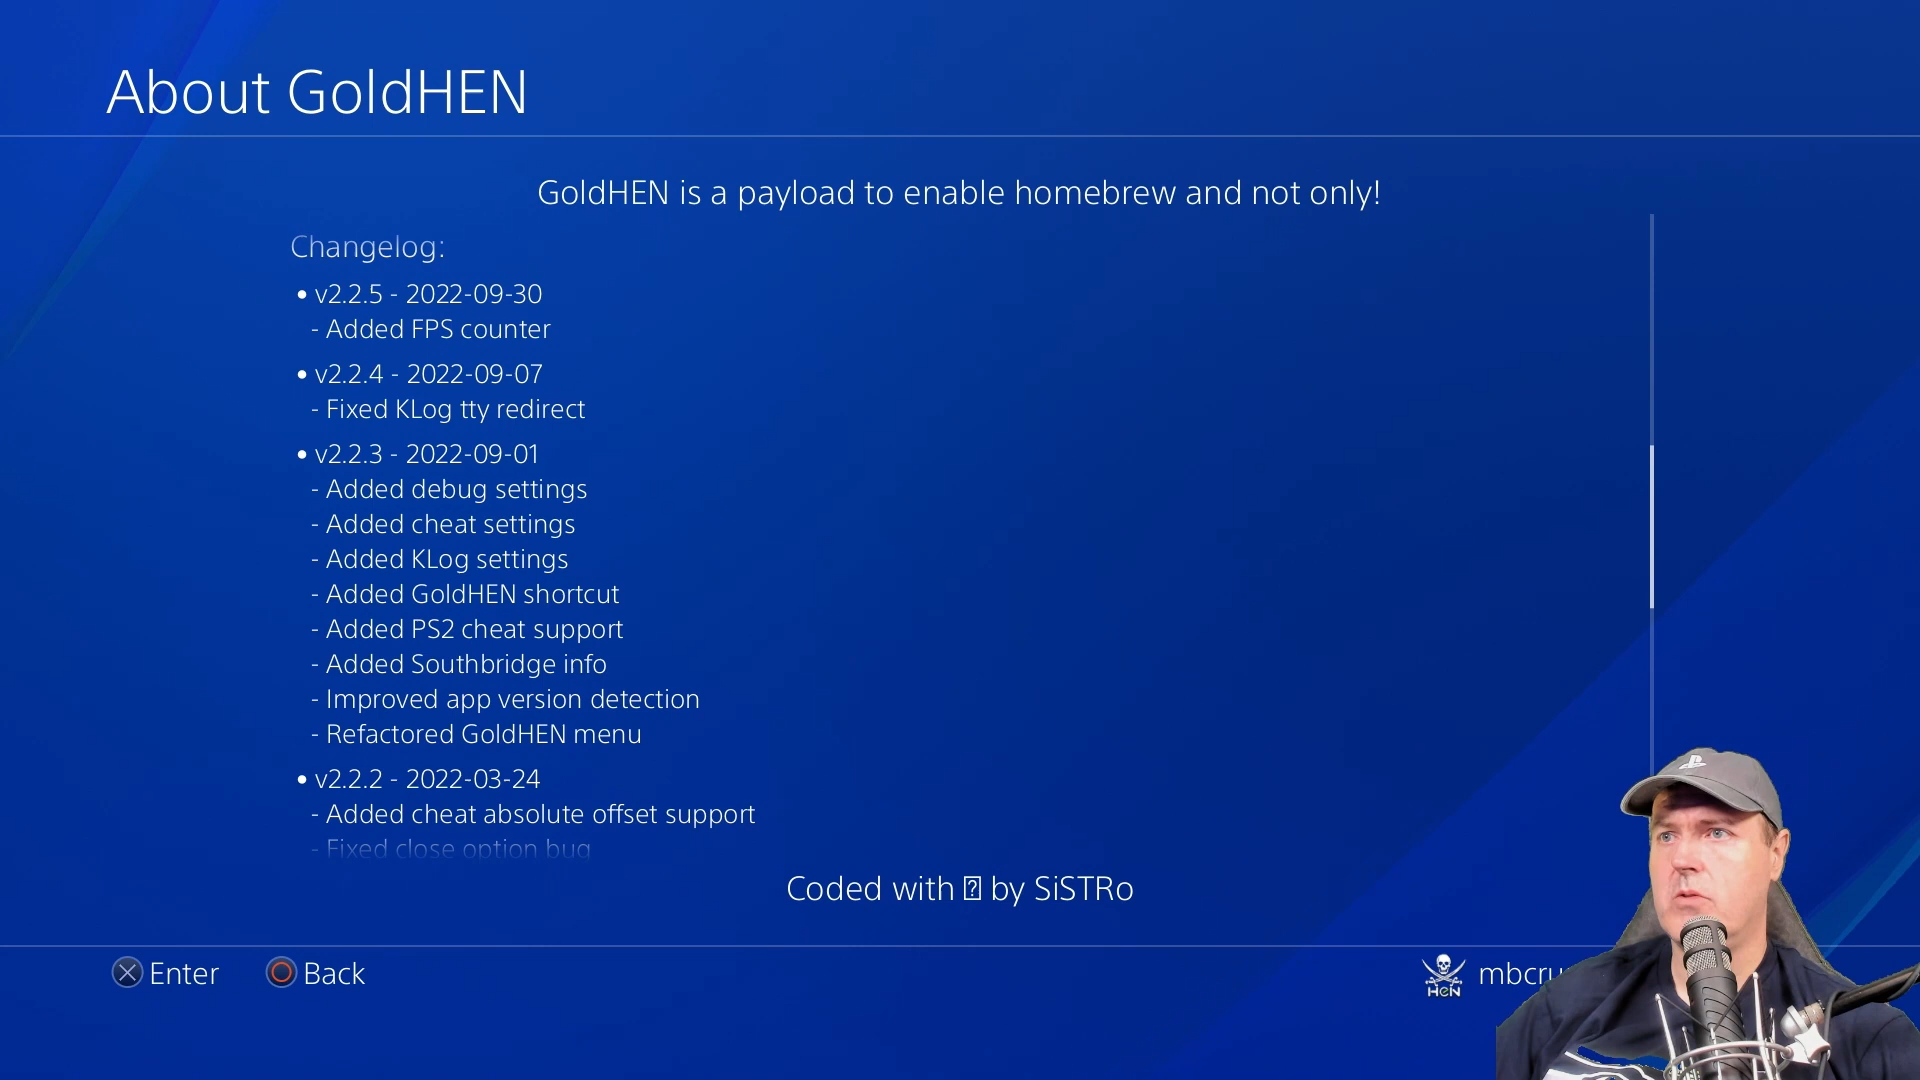 About GoldHEN
GoldHEN is a payload to enable homebrew and not only!
Changelog:
• v2.2.5 - 2022-09-30
- Added FPS counter
• v2.2.4 - 2022-09-07
- Fixed KLog tty redirect
• v2.2.3 - 2022-09-01
- Added debug settings
- Added cheat settings
- Added KLog settings
- Added GoldHEN shortcut
- Added PS2 cheat support
- Added Southbridge info
- Improved app version detection
- Refactored GoldHEN menu
• v2.2.2 - 2022-03-24
- Added cheat absolute offset support
- Fixed close option bug
Coded with ⍰ by SiSTRo
Enter Back
HeN